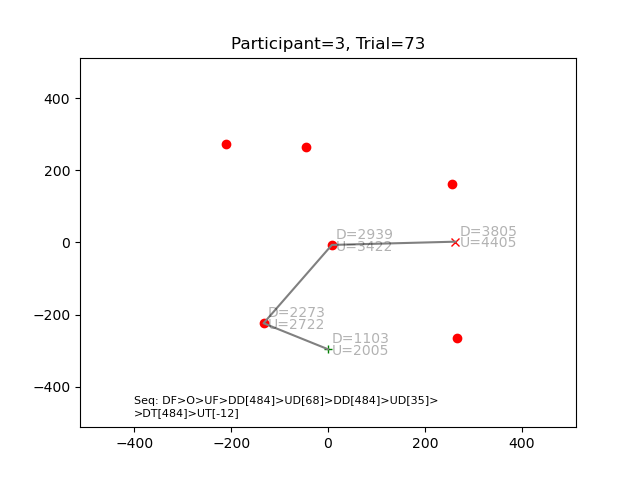 Participant=3, Trial=73
400
200
0
−200
−400
D=2939
U=3422
D=3805
U=4405
D=2273
U=2722
D=1103
U=2005
Seq: DF>O>UF>DD[484]>UD[68]>DD[484]>UD[35]>
>DT[484]>UT[-12]
−400 −200 0 200 400